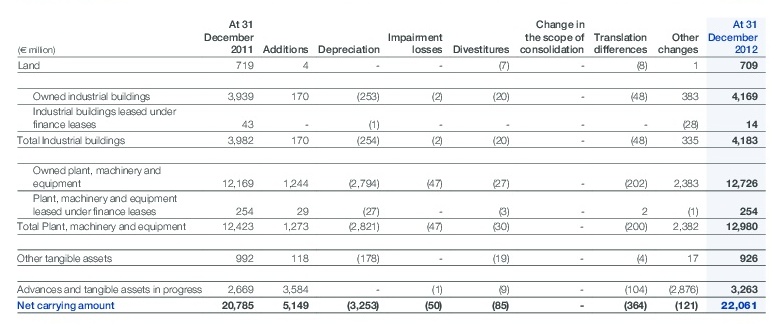 (€ million) At 31 December 2011 Additions Depreciation Impairment losses Divestitures Change in the scope of consolidation Translation differences Other changes At 31 December 2012
Land 719 4 - - (7) - (8) 1 709
Owned industrial buildings 3,939 170 (253) (2) (20) - (48) 383 4,169
Industrial buildings leased under
finance leases 43 - (1) - - - - (28) 14
Total Industrial buildings 3,982 170 (254) (2) (20) - (48) 335 4,183
Owned plant, machinery and
equipment 12,169 1,244 (2,794) (47) (27) - (202) 2,383 12,726
Plant, machinery and equipment
leased under finance leases 254 29 (27) - (3) - 2 (1) 254
Total Plant, machinery and equipment 12,423 1,273 (2,821) (47) (30) - (200) 2,382 12,980
Other tangible assets 992 118 (178) - (19) - (4) 17 926
Advances and tangible assets in progress 2,669 3,584 - (1) (9) - (104) (2,876) 3,263
Net carrying amount 20,785 5,149 (3,253) (50) (85) - (364) (121) 22,061